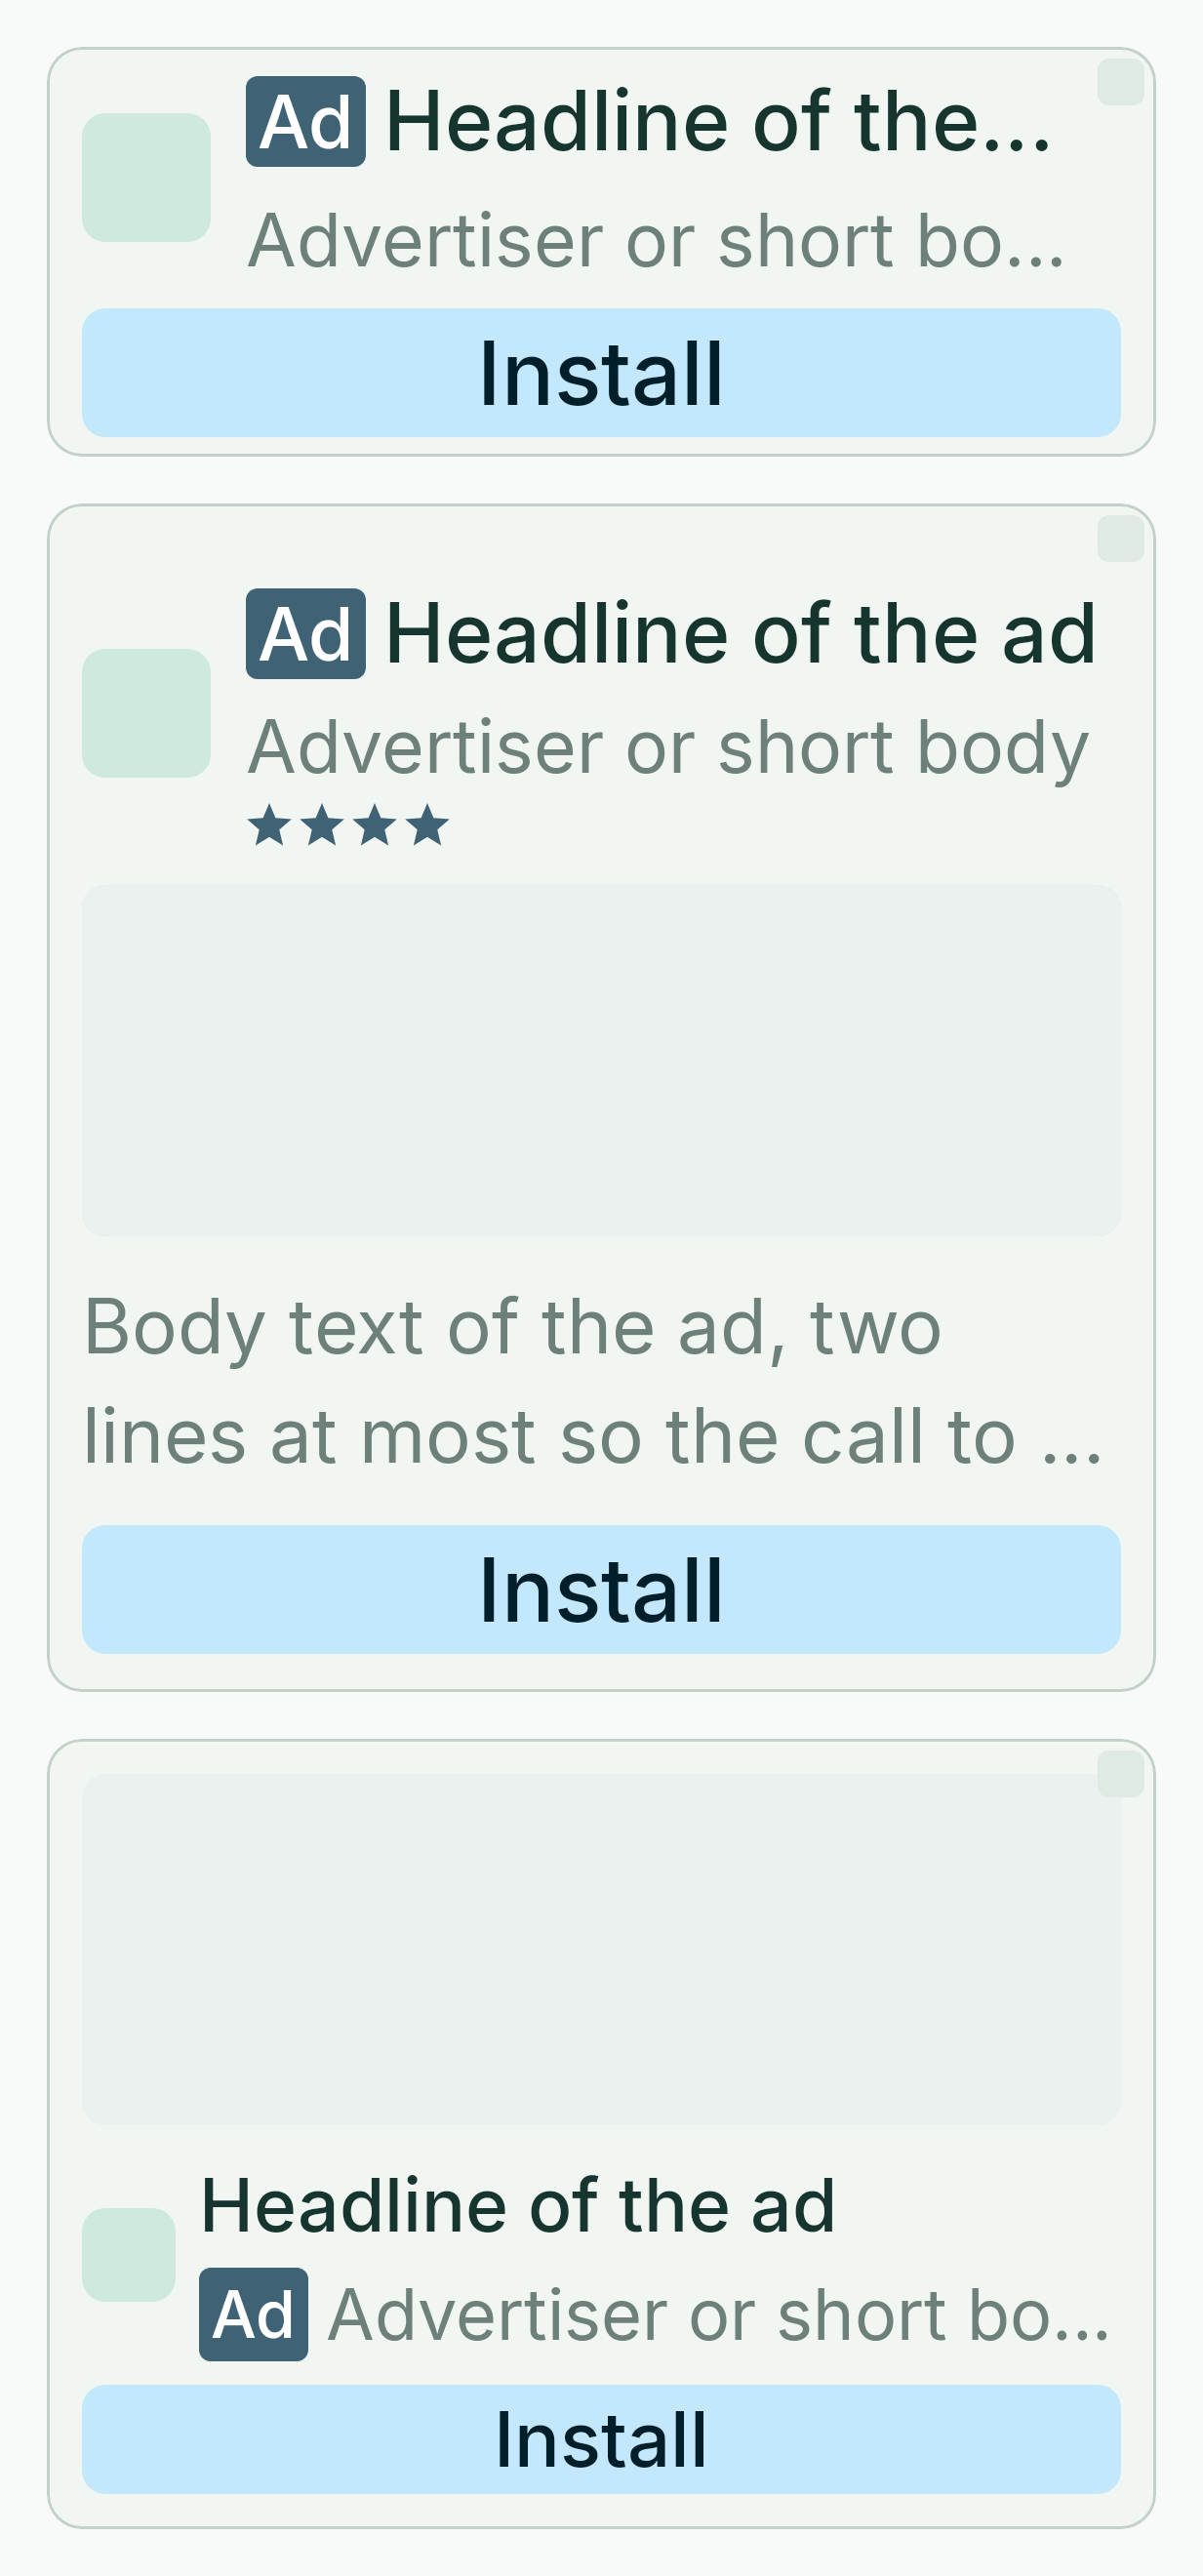 Ad Headline of the...
Advertiser or short bo...
Install
Ad Headline of the ad
Advertiser or short body
★★★★
Body text of the ad, two
lines at most so the call to ...
Install
Headline of the ad
Ad Advertiser or short bo...
Install